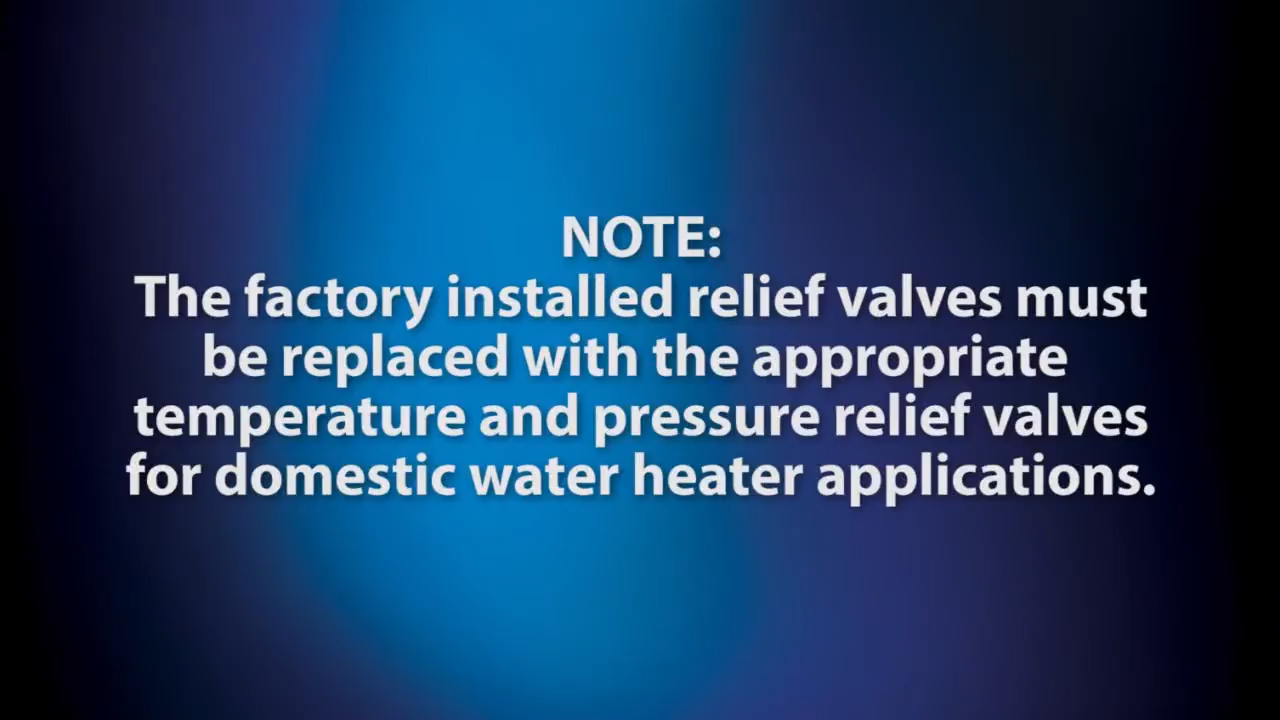 NOTE:
The factory installed relief valves must
be replaced with the appropriate
temperature and pressure relief valves
for domestic water heater applications.